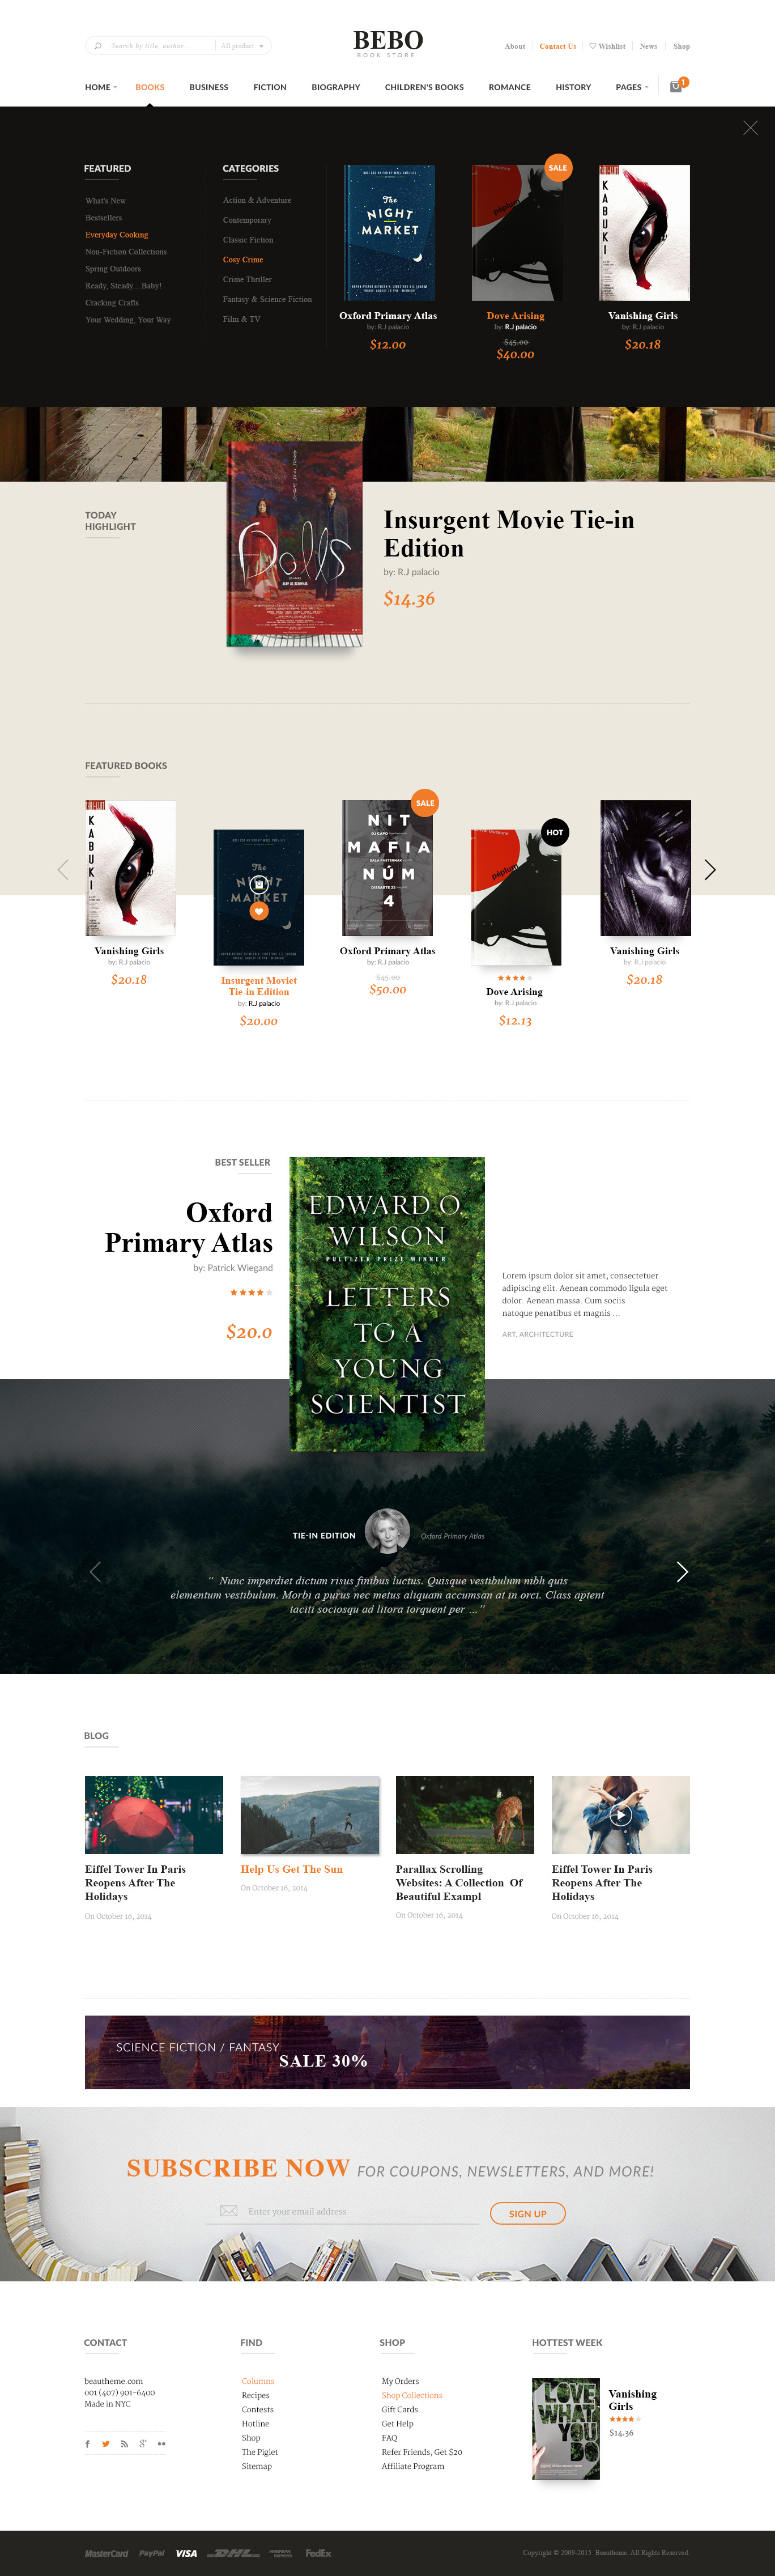 Search by title, author...
All product
BEBO
BOOK STORE
About
Contact Us
Wishlist
News
Shop
HOME
BOOKS
BUSINESS
FICTION
BIOGRAPHY
CHILDREN'S BOOKS
ROMANCE
HISTORY
PAGES
1
FEATURED
What's New
Bestsellers
Everyday Cooking
Non-Fiction Collections
Spring Outdoors
Ready, Steady... Baby!
Cracking Crafts
Your Wedding, Your Way
CATEGORIES
Action & Adventure
Contemporary
Classic Fiction
Cosy Crime
Crime Thriller
Fantasy & Science Fiction
Film & TV
The
NIGHT
MARKET
Oxford Primary Atlas
by: R.J palacio
$12.00
SALE
péplum
Dove Arising
by: R.J palacio
$45.00
$40.00
KABUKI
Vanishing Girls
by: R.J palacio
$20.18
TODAY
HIGHLIGHT
Dolls
Insurgent Movie Tie-in
Edition
by: R.J palacio
$14.36
FEATURED BOOKS
KABUKI
Vanishing Girls
by: R.J palacio
$20.18
The
NIGHT
MARKET
Insurgent Moviet
Tie-in Edition
by: R.J palacio
$20.00
SALE
NIT
MAFIA
NÚM
4
Oxford Primary Atlas
by: R.J palacio
$45.00
$50.00
HOT
péplum
Dove Arising
by: R.J palacio
$12.13
Vanishing Girls
by: R.J palacio
$20.18
BEST SELLER
Oxford
Primary Atlas
by: Patrick Wiegand
$20.0
EDWARD O.
WILSON
PULITZER PRIZE WINNER
LETTERS
TO A
YOUNG
SCIENTIST
Lorem ipsum dolor sit amet, consectetuer
adipiscing elit. Aenean commodo ligula eget
dolor. Aenean massa. Cum sociis
natoque penatibus et magnis ...
ART, ARCHITECTURE
TIE-IN EDITION
Oxford Primary Atlas
“ Nunc imperdiet dictum risus finibus luctus. Quisque vestibulum nibh quis
elementum vestibulum. Morbi a purus nec metus aliquam accumsan at in orci. Class aptent
taciti sociosqu ad litora torquent per ...”
BLOG
Eiffel Tower In Paris
Reopens After The
Holidays
On October 16, 2014
Help Us Get The Sun
On October 16, 2014
Parallax Scrolling
Websites: A Collection Of
Beautiful Exampl
On October 16, 2014
Eiffel Tower In Paris
Reopens After The
Holidays
On October 16, 2014
SCIENCE FICTION / FANTASY
SALE 30%
SUBSCRIBE NOW FOR COUPONS, NEWSLETTERS, AND MORE!
Enter your email address
SIGN UP
CONTACT
beautheme.com
001 (407) 901-6400
Made in NYC
FIND
Columns
Recipes
Contests
Hotline
Shop
The Piglet
Sitemap
SHOP
My Orders
Shop Collections
Gift Cards
Get Help
FAQ
Refer Friends, Get $20
Affiliate Program
HOTTEST WEEK
LOVE
WHAT
YOU
DO
Vanishing
Girls
$14.36
MasterCard
PayPal
VISA
DHL
FedEx
Copyright © 2009-2015 Beautheme. All Rights Reserved.